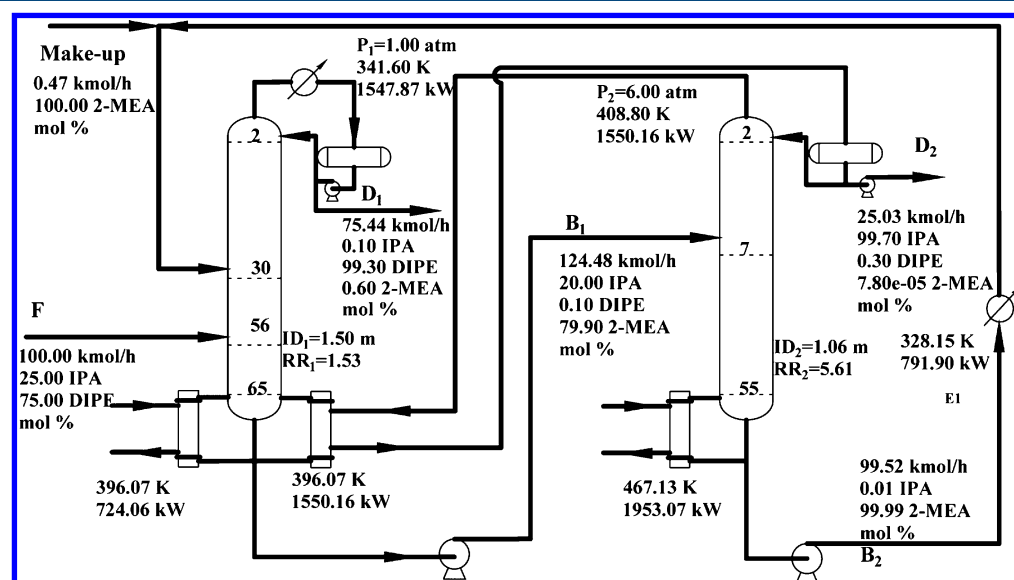 Make-up
0.47 kmol/h
100.00 2-MEA
mol %
P1=1.00 atm
341.60 K
1547.87 kW
2
30
56
65
D1
75.44 kmol/h
0.10 IPA
99.30 DIPE
0.60 2-MEA
mol %
F
100.00 kmol/h
25.00 IPA
75.00 DIPE
mol %
ID1=1.50 m
RR1=1.53
396.07 K
724.06 kW
396.07 K
1550.16 kW
B1
124.48 kmol/h
20.00 IPA
0.10 DIPE
79.90 2-MEA
mol %
P2=6.00 atm
408.80 K
1550.16 kW
2
7
55
D2
25.03 kmol/h
99.70 IPA
0.30 DIPE
7.80e-05 2-MEA
mol %
ID2=1.06 m
RR2=5.61
328.15 K
791.90 kW
E1
467.13 K
1953.07 kW
99.52 kmol/h
0.01 IPA
99.99 2-MEA
mol %
B2